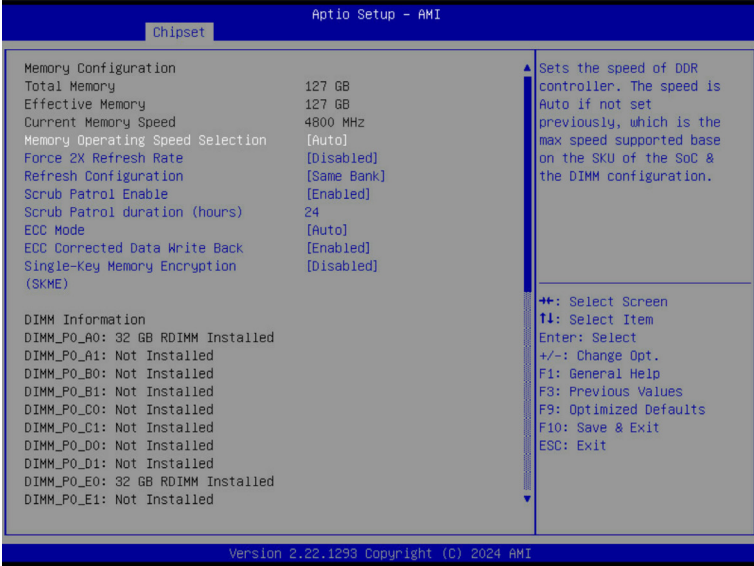 Aptio Setup – AMI
Chipset
Memory Configuration
Total Memory 127 GB
Effective Memory 127 GB
Current Memory Speed 4800 MHz
Memory Operating Speed Selection [Auto]
Force 2X Refresh Rate [Disabled]
Refresh Configuration [Same Bank]
Scrub Patrol Enable [Enabled]
Scrub Patrol duration (hours) 24
ECC Mode [Auto]
ECC Corrected Data Write Back [Enabled]
Single-Key Memory Encryption [Disabled]
(SKME)
DIMM Information
DIMM_P0_A0: 32 GB RDIMM Installed
DIMM_P0_A1: Not Installed
DIMM_P0_B0: Not Installed
DIMM_P0_B1: Not Installed
DIMM_P0_C0: Not Installed
DIMM_P0_C1: Not Installed
DIMM_P0_D0: Not Installed
DIMM_P0_D1: Not Installed
DIMM_P0_E0: 32 GB RDIMM Installed
DIMM_P0_E1: Not Installed
Sets the speed of DDR
controller. The speed is
Auto if not set
previously, which is the
max speed supported base
on the SKU of the SoC &
the DIMM configuration.
→←: Select Screen
↑↓: Select Item
Enter: Select
+/-: Change Opt.
F1: General Help
F3: Previous Values
F9: Optimized Defaults
F10: Save & Exit
ESC: Exit
Version 2.22.1293 Copyright (C) 2024 AMI